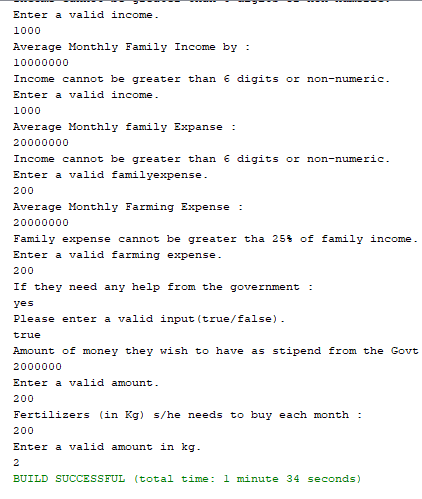 Enter a valid income.
1000
Average Monthly Family Income by :
10000000
Income cannot be greater than 6 digits or non-numeric.
Enter a valid income.
1000
Average Monthly family Expanse :
20000000
Income cannot be greater than 6 digits or non-numeric.
Enter a valid familyexpense.
200
Average Monthly Farming Expense :
20000000
Family expense cannot be greater tha 25% of family income.
Enter a valid farming expense.
200
If they need any help from the government :
yes
Please enter a valid input(true/false).
true
Amount of money they wish to have as stipend from the Govt
2000000
Enter a valid amount.
200
Fertilizers (in Kg) s/he needs to buy each month :
200
Enter a valid amount in kg.
2
BUILD SUCCESSFUL (total time: 1 minute 34 seconds)